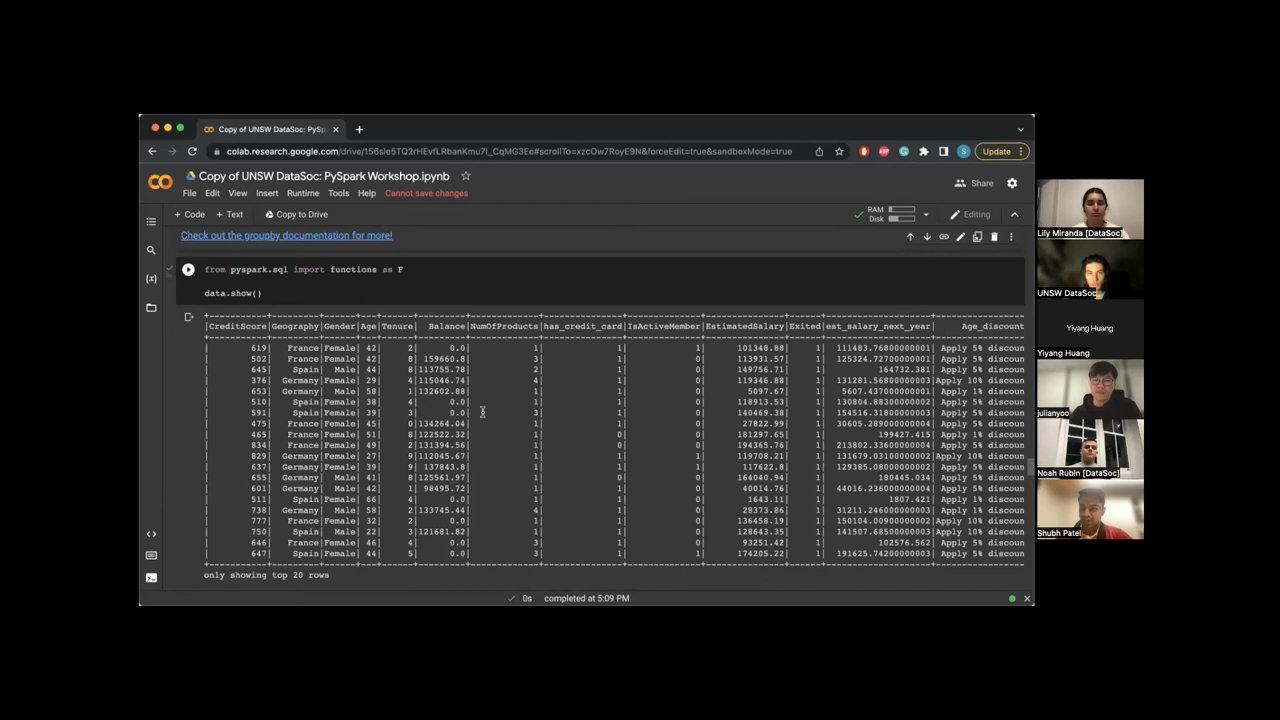 Copy of UNSW DataSoc: PySp
colab.research.google.com/drive/156sle5TQ2rHEvfLRbanKmu7I_CqMG3Ec#scrollTo=xzcOw7RoyE9N&forceEdit=true&sandboxMode=true
ABP
S
Update
Copy of UNSW DataSoc: PySpark Workshop.ipynb
Share
File Edit View Insert Runtime Tools Help Cannot save changes
+ Code + Text Copy to Drive
RAM
Disk
Editing
Check out the groupby documentation for more!
from pyspark.sql import functions as F
data.show()
|CreditScore|Geography|Gender|Age|Tenure| Balance|NumOfProducts|has_credit_card|IsActiveMember|EstimatedSalary|Exited|est_salary_next_year| Age_discount
| 619| France|Female| 42| 2| 0.0| 1| 1| 1| 101348.88| 1| 111483.76800000001| Apply 5% discoun
| 502| France|Female| 42| 8| 159660.8| 3| 1| 0| 113931.57| 1| 125324.72700000001| Apply 5% discoun
| 645| Spain| Male| 44| 8|113755.78| 2| 1| 0| 149756.71| 1| 164732.381| Apply 5% discoun
| 376| Germany|Female| 29| 4|115046.74| 4| 1| 0| 119346.88| 1| 131281.56800000003|Apply 10% discoun
| 653| Germany| Male| 58| 1|132602.88| 1| 1| 0| 5097.67| 1| 5607.437000000001| Apply 1% discoun
| 510| Spain|Female| 38| 4| 0.0| 1| 1| 0| 118913.53| 1| 130804.88300000002| Apply 5% discoun
| 591| Spain|Female| 39| 3| 0.0| 3| 1| 0| 140469.38| 1| 154516.31800000003| Apply 5% discoun
| 475| France|Female| 45| 0|134264.04| 1| 1| 0| 27822.99| 1| 30605.289000000004| Apply 5% discoun
| 465| France|Female| 51| 8|122522.32| 1| 0| 0| 181297.65| 1| 199427.415| Apply 1% discoun
| 834| France|Female| 49| 2|131394.56| 1| 0| 0| 194365.76| 1| 213802.33600000004| Apply 5% discoun
| 829| Germany|Female| 27| 9|112045.67| 1| 1| 1| 119708.21| 1| 131679.03100000002|Apply 10% discoun
| 637| Germany|Female| 39| 9| 137843.8| 1| 1| 1| 117622.8| 1| 129385.08000000002| Apply 5% discoun
| 655| Germany| Male| 41| 8|125561.97| 1| 0| 0| 164040.94| 1| 180445.034| Apply 5% discoun
| 601| Germany|Female| 42| 1| 98495.72| 1| 1| 0| 40014.76| 1| 44016.236000000004| Apply 5% discoun
| 511| Spain|Female| 66| 4| 0.0| 1| 1| 0| 1643.11| 1| 1807.421| Apply 1% discoun
| 738| Germany| Male| 58| 2|133745.44| 4| 1| 0| 28373.86| 1| 31211.246000000003| Apply 1% discoun
| 777| France|Female| 32| 2| 0.0| 1| 1| 0| 136458.19| 1| 150104.00900000002| Apply 5% discoun
| 750| Spain| Male| 22| 3|121681.82| 1| 1| 0| 128643.35| 1| 141507.68500000003|Apply 10% discoun
| 646| France|Female| 46| 4| 0.0| 3| 1| 0| 93251.42| 1| 102576.562| Apply 5% discoun
| 647| Spain|Female| 44| 5| 0.0| 3| 1| 1| 174205.22| 1| 191625.74200000003| Apply 5% discoun
only showing top 20 rows
0s completed at 5:09 PM
Lily Miranda [DataSoc]
UNSW DataSoc
Yiyang Huang
Yiyang Huang
julianyoo
Noah Rubin [DataSoc]
Shubh Patel